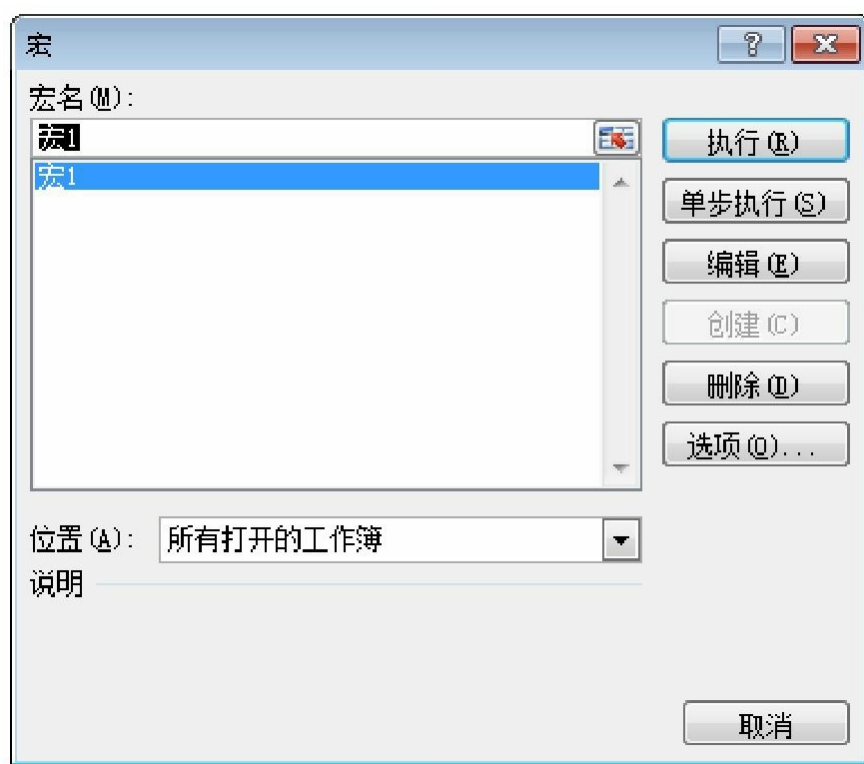 宏
宏名(M):
宏1
宏1
执行(R)
单步执行(S)
编辑(E)
创建(C)
删除(D)
选项(O)...
位置(A): 所有打开的工作簿
说明
取消